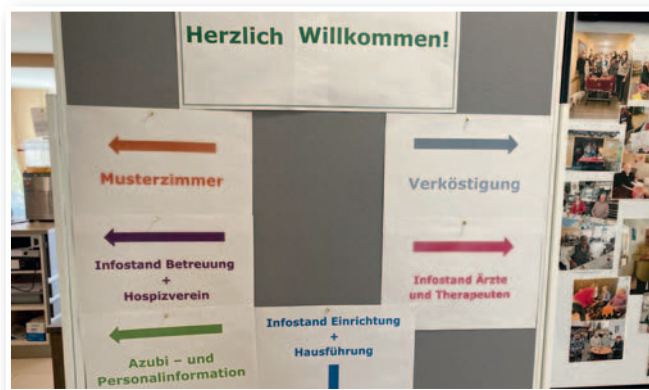 Herzlich Willkommen!
Musterzimmer
Verköstigung
Infostand Betreuung
+
Hospizverein
Infostand Ärzte
und Therapeuten
Azubi – und
Personalinformation
Infostand Einrichtung
+
Hausführung